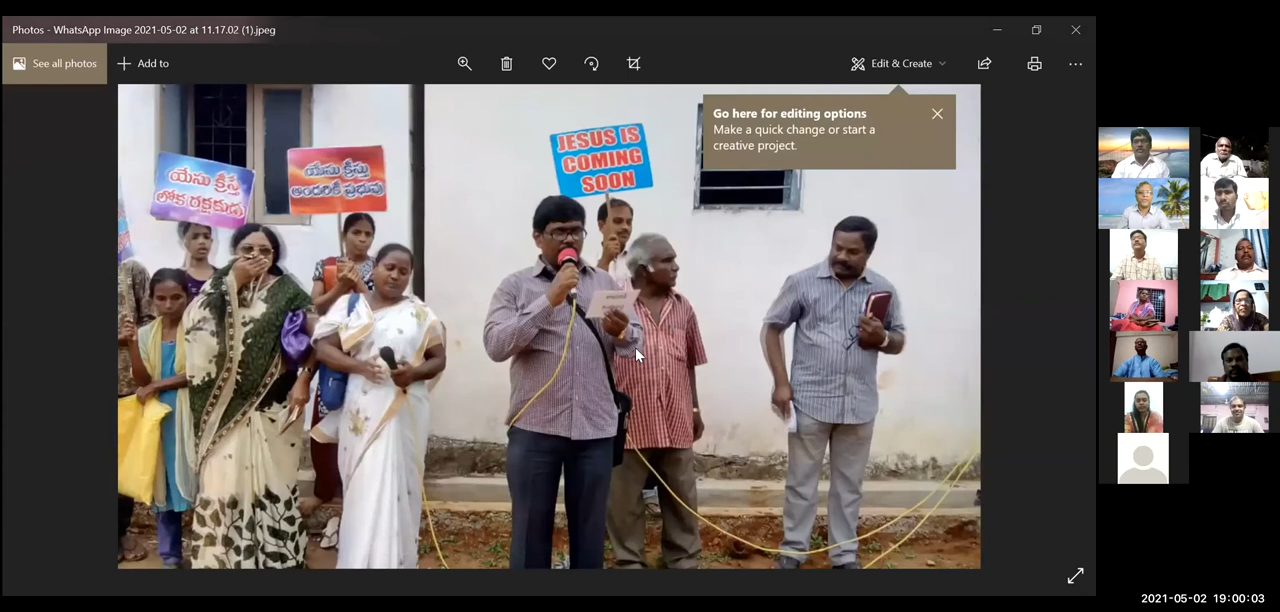 Photos - WhatsApp Image 2021-05-02 at 11.17.02 (1).jpeg
See all photos
Add to
Edit & Create
Go here for editing options
Make a quick change or start a
creative project.
యేసు క్రీస్తే
లోక రక్షకుడు
యేసు క్రీస్తు
అందరికీ ప్రభువు
JESUS IS
COMING
SOON
2021-05-02 19:00:03